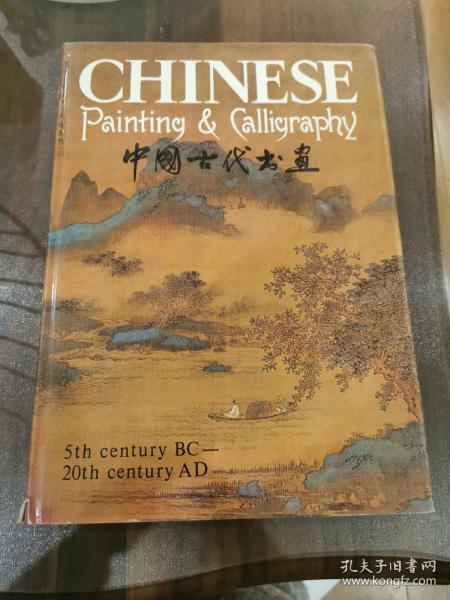 CHINESE
Painting & Calligraphy
中國古代书画
5th century BC—
20th century AD
孔夫子旧书网
www.kongfz.com